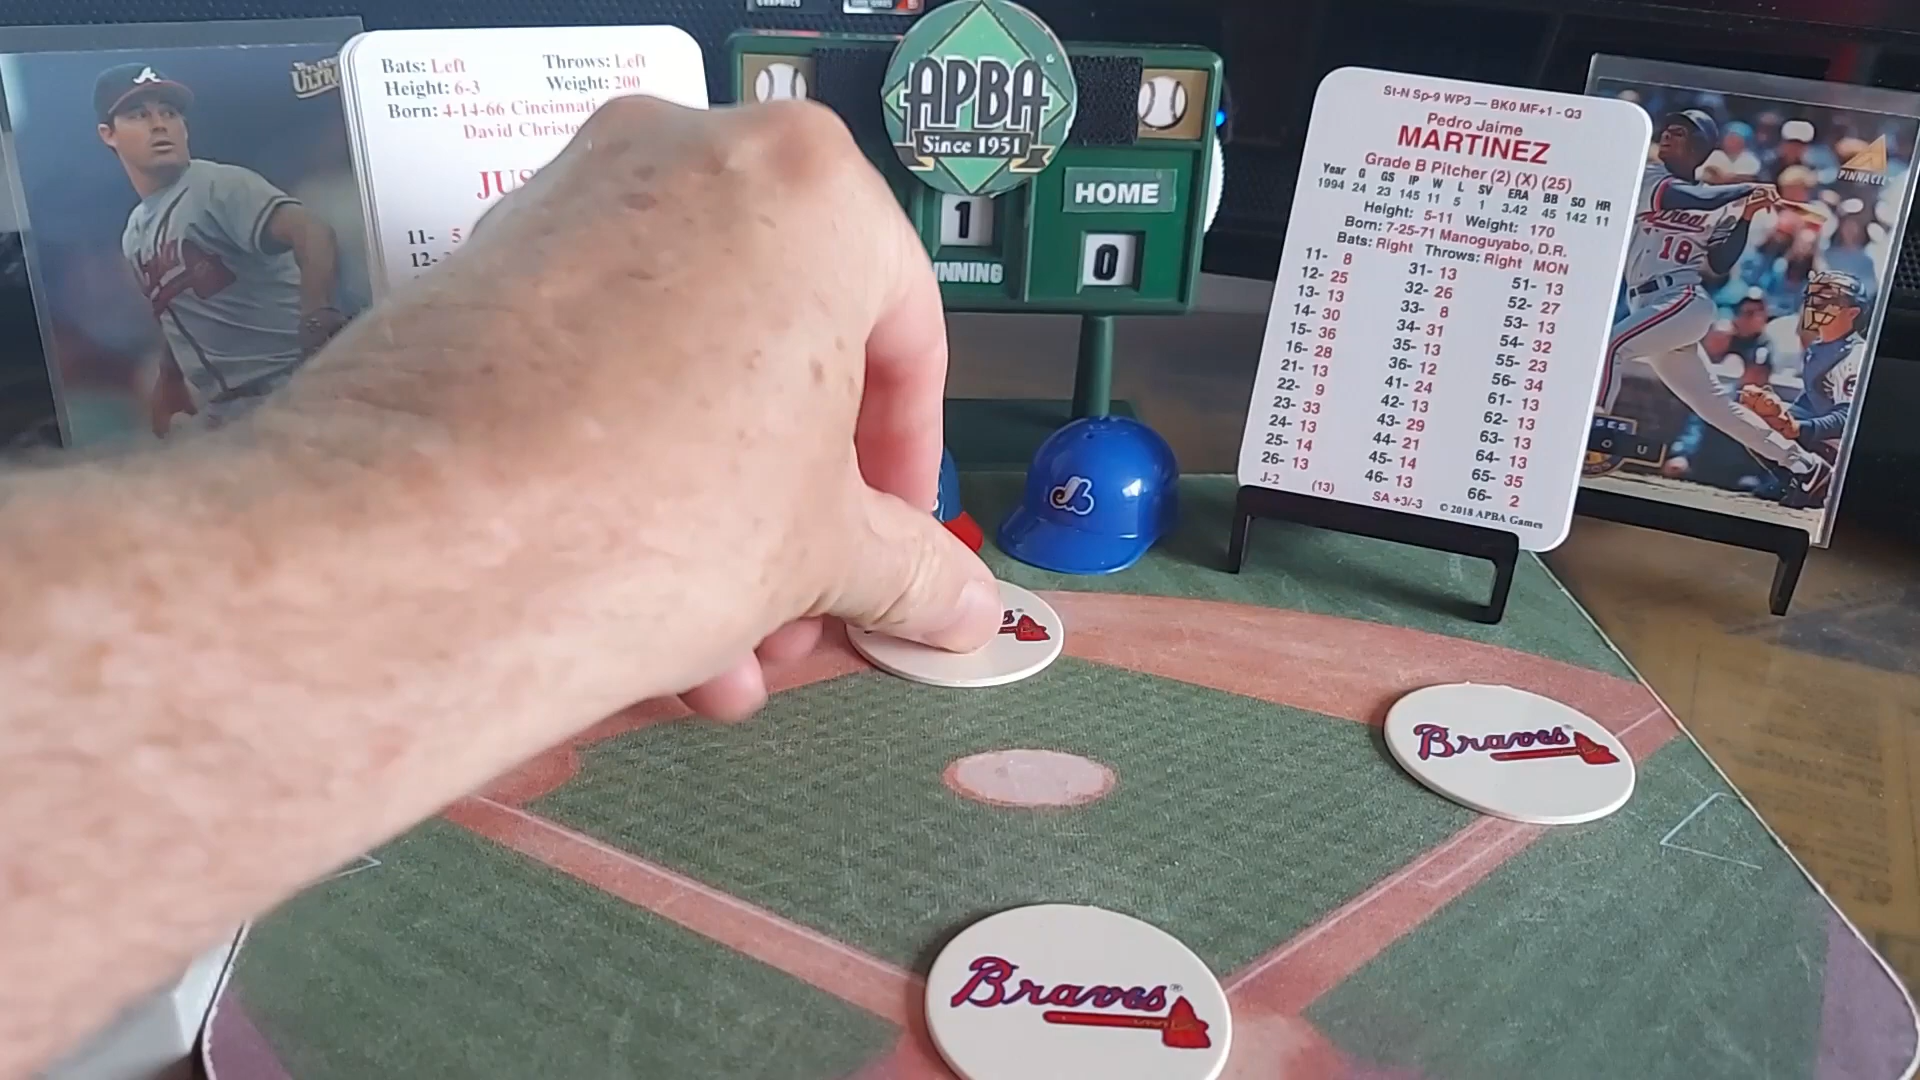 ULTRA
Bats: Left Throws: Left
Height: 6-3 Weight: 200
Born: 4-14-66 Cincinnati
David
11- 5
12-
APBA
Since 1951
HOME
1
0
INNING
St-N Sp-9 WP3 — BK0 MF+1 - Q3
Pedro Jaime
MARTINEZ
Grade B Pitcher (2) (X) (25)
Year G GS IP W L SV ERA BB SO HR
1994 24 23 145 11 5 1 3.42 45 142 11
Height: 5-11 Weight: 170
Born: 7-25-71 Manoguyabo, D.R.
Bats: Right Throws: Right MON
11- 8 31- 13 51- 13
12- 25 32- 26 52- 27
13- 13 33- 8 53- 13
14- 30 34- 31 54- 32
15- 36 35- 13 55- 23
16- 28 36- 12 56- 34
21- 13 41- 24 61- 13
22- 9 42- 13 62- 13
23- 33 43- 29 63- 13
24- 13 44- 21 64- 13
25- 14 45- 14 65- 35
26- 13 46- 13 66- 2
J-2 (13) SA +3/-3 © 2018 APBA Games
PINNACLE
18
Braves
Braves